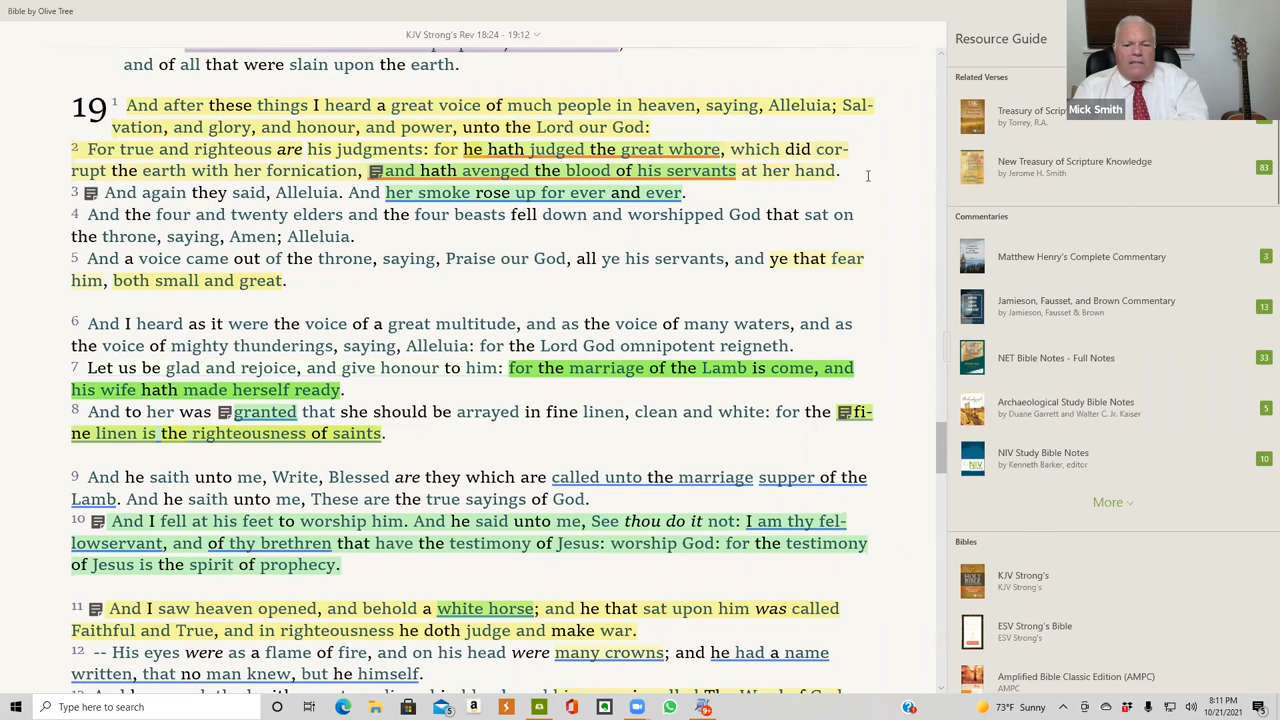 Bible by Olive Tree
KJV Strong's Rev 18:24 - 19:12
and of all that were slain upon the earth.
19 1 And after these things I heard a great voice of much people in heaven, saying, Alleluia; Sal-
vation, and glory, and honour, and power, unto the Lord our God:
2 For true and righteous are his judgments: for he hath judged the great whore, which did cor-
rupt the earth with her fornication, and hath avenged the blood of his servants at her hand.
3 And again they said, Alleluia. And her smoke rose up for ever and ever.
4 And the four and twenty elders and the four beasts fell down and worshipped God that sat on
the throne, saying, Amen; Alleluia.
5 And a voice came out of the throne, saying, Praise our God, all ye his servants, and ye that fear
him, both small and great.
6 And I heard as it were the voice of a great multitude, and as the voice of many waters, and as
the voice of mighty thunderings, saying, Alleluia: for the Lord God omnipotent reigneth.
7 Let us be glad and rejoice, and give honour to him: for the marriage of the Lamb is come, and
his wife hath made herself ready.
8 And to her was granted that she should be arrayed in fine linen, clean and white: for the fi-
ne linen is the righteousness of saints.
9 And he saith unto me, Write, Blessed are they which are called unto the marriage supper of the
Lamb. And he saith unto me, These are the true sayings of God.
10 And I fell at his feet to worship him. And he said unto me, See thou do it not: I am thy fel-
lowservant, and of thy brethren that have the testimony of Jesus: worship God: for the testimony
of Jesus is the spirit of prophecy.
11 And I saw heaven opened, and behold a white horse; and he that sat upon him was called
Faithful and True, and in righteousness he doth judge and make war.
12 -- His eyes were as a flame of fire, and on his head were many crowns; and he had a name
written, that no man knew, but he himself.
Resource Guide
Mick Smith
Related Verses
Treasury of Scrip
by Torrey, R.A.
New Treasury of Scripture Knowledge
by Jerome H. Smith
83
Commentaries
Matthew Henry's Complete Commentary
3
Jamieson, Fausset, and Brown Commentary
by Jamieson, Fausset & Brown
13
NET Bible Notes - Full Notes
33
Archaeological Study Bible Notes
by Duane Garrett and Walter C. Jr. Kaiser
5
NIV Study Bible Notes
by Kenneth Barker, editor
10
More
Bibles
KJV Strong's
KJV Strong's
ESV Strong's Bible
ESV Strong's
Amplified Bible Classic Edition (AMPC)
AMPC
Type here to search
73°F Sunny
8:11 PM
10/21/2021